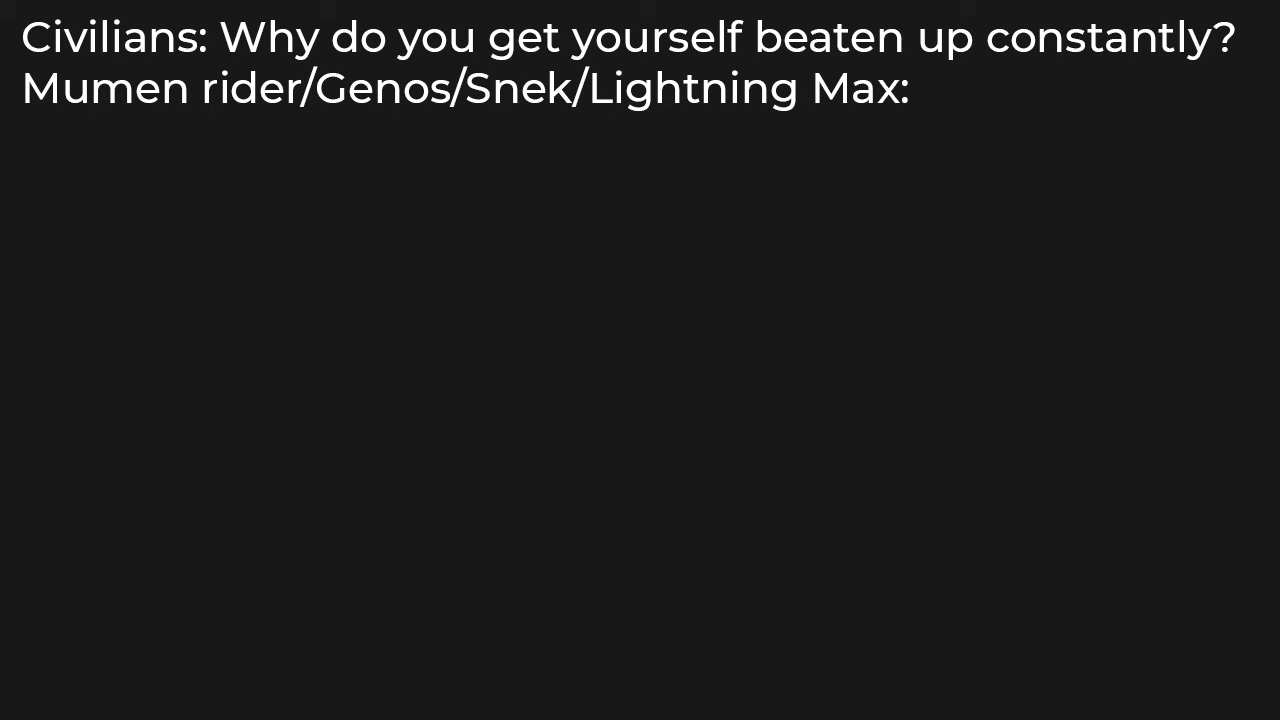 Civilians: Why do you get yourself beaten up constantly?
Mumen rider/Genos/Snek/Lightning Max: